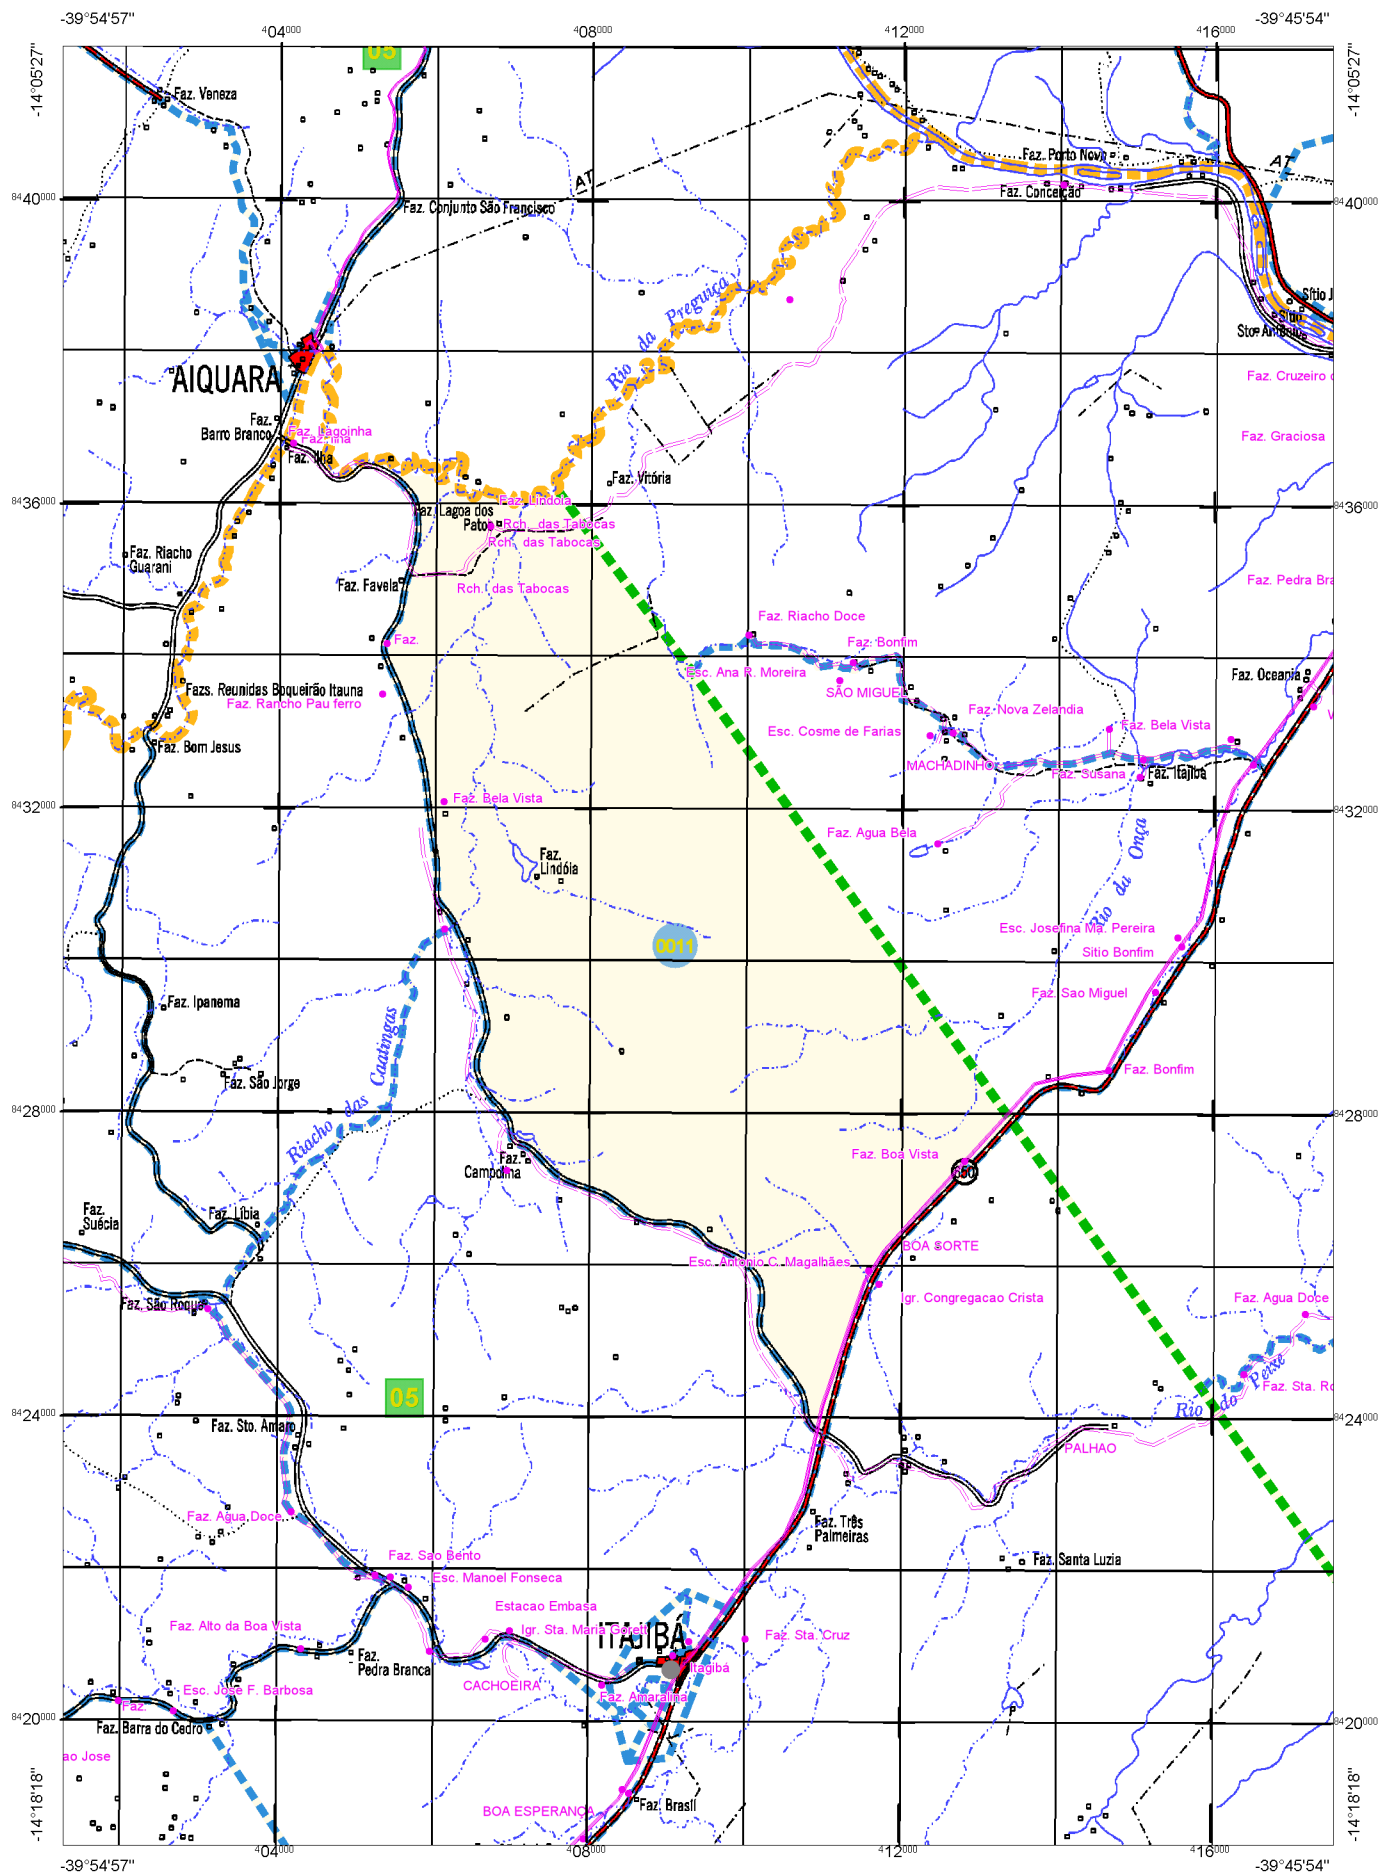 -39°54'57"
-39°45'54"
404000
408000
412000
416000
-14°05'27"
-14°05'27"
05
Faz. Veneza
AT
Faz. Porto Novo
AT
Faz. Conceição
8440000
8440000
Faz. Conjunto São Francisco
Rio da Preguiça
Sítio J
Sítio
Sto. Antônio
AIQUARA
Faz. Cruzeiro d
Faz.
Barro Branco
Faz. Lagoinha
Faz. Ilha
Faz. Ilha
Faz. Graciosa
Faz. Vitória
8436000
8436000
Faz. Lindoia
Faz. Lagoa dos
Patos
Rch. das Tabocas
Rch. das Tabocas
Faz. Riacho
Guarani
Faz. Favela
Rch. das Tabocas
Faz. Pedra Bra
Faz. Riacho Doce
Faz.
Faz. Bonfim
Esc. Ana R. Moreira
Faz. Oceania
Fazs. Reunidas Boqueirão Itauna
SÃO MIGUEL
Faz. Rancho Pau ferro
Faz. Nova Zelandia
V
Esc. Cosme de Farias
Faz. Bela Vista
Faz. Bom Jesus
MACHADINHO
Faz. Susana
Faz. Itajiba
Faz. Bela Vista
8432000
8432000
Faz. Agua Bela
Rio da Onça
Faz.
Lindóia
Esc. Josefina Ma. Pereira
0011
Sitio Bonfim
Faz. Sao Miguel
Faz. Ipanema
Riacho das Caatingas
Faz. Bonfim
Faz. São Jorge
8428000
8428000
Faz. Boa Vista
Faz.
Campolina
650
Faz.
Suécia
Faz. Líbia
BOA SORTE
Esc. Antonio C. Magalhães
Igr. Congregacao Crista
Faz. Agua Doce
Faz. São Roque
05
Rio do Peixe
Faz. Sta. Ro
8424000
8424000
Faz. Sto. Amaro
PALHAO
Faz. Agua Doce
Faz. Três
Palmeiras
Faz. Sao Bento
Faz. Santa Luzia
Esc. Manoel Fonseca
Estacao Embasa
Faz. Alto da Boa Vista
Igr. Sta. Maria Gorett
ITAJIBÁ
Faz. Sta. Cruz
Faz.
Pedra Branca
Itagibá
CACHOEIRA
Esc. Jose F. Barbosa
Faz. Amaralina
Faz.
8420000
8420000
Faz. Barra do Cedro
ao Jose
BOA ESPERANÇA
Faz. Brasil
-14°18'18"
-14°18'18"
404000
408000
412000
416000
-39°54'57"
-39°45'54"